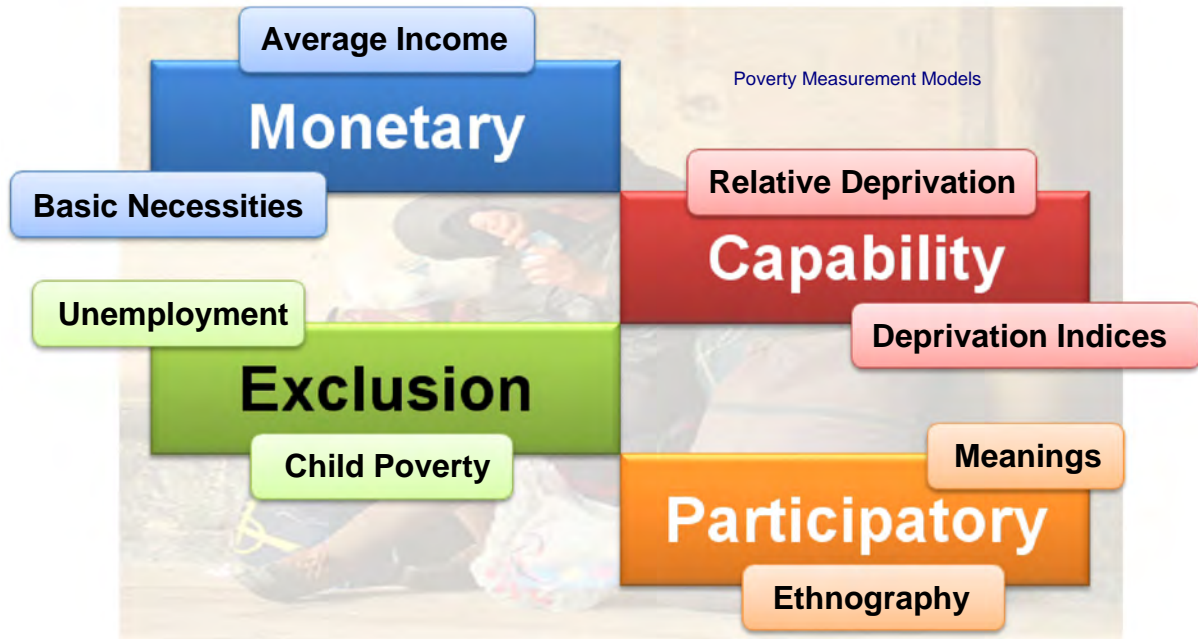 Average Income
Poverty Measurement Models
Monetary
Basic Necessities
Relative Deprivation
Capability
Unemployment
Deprivation Indices
Exclusion
Child Poverty
Meanings
Participatory
Ethnography